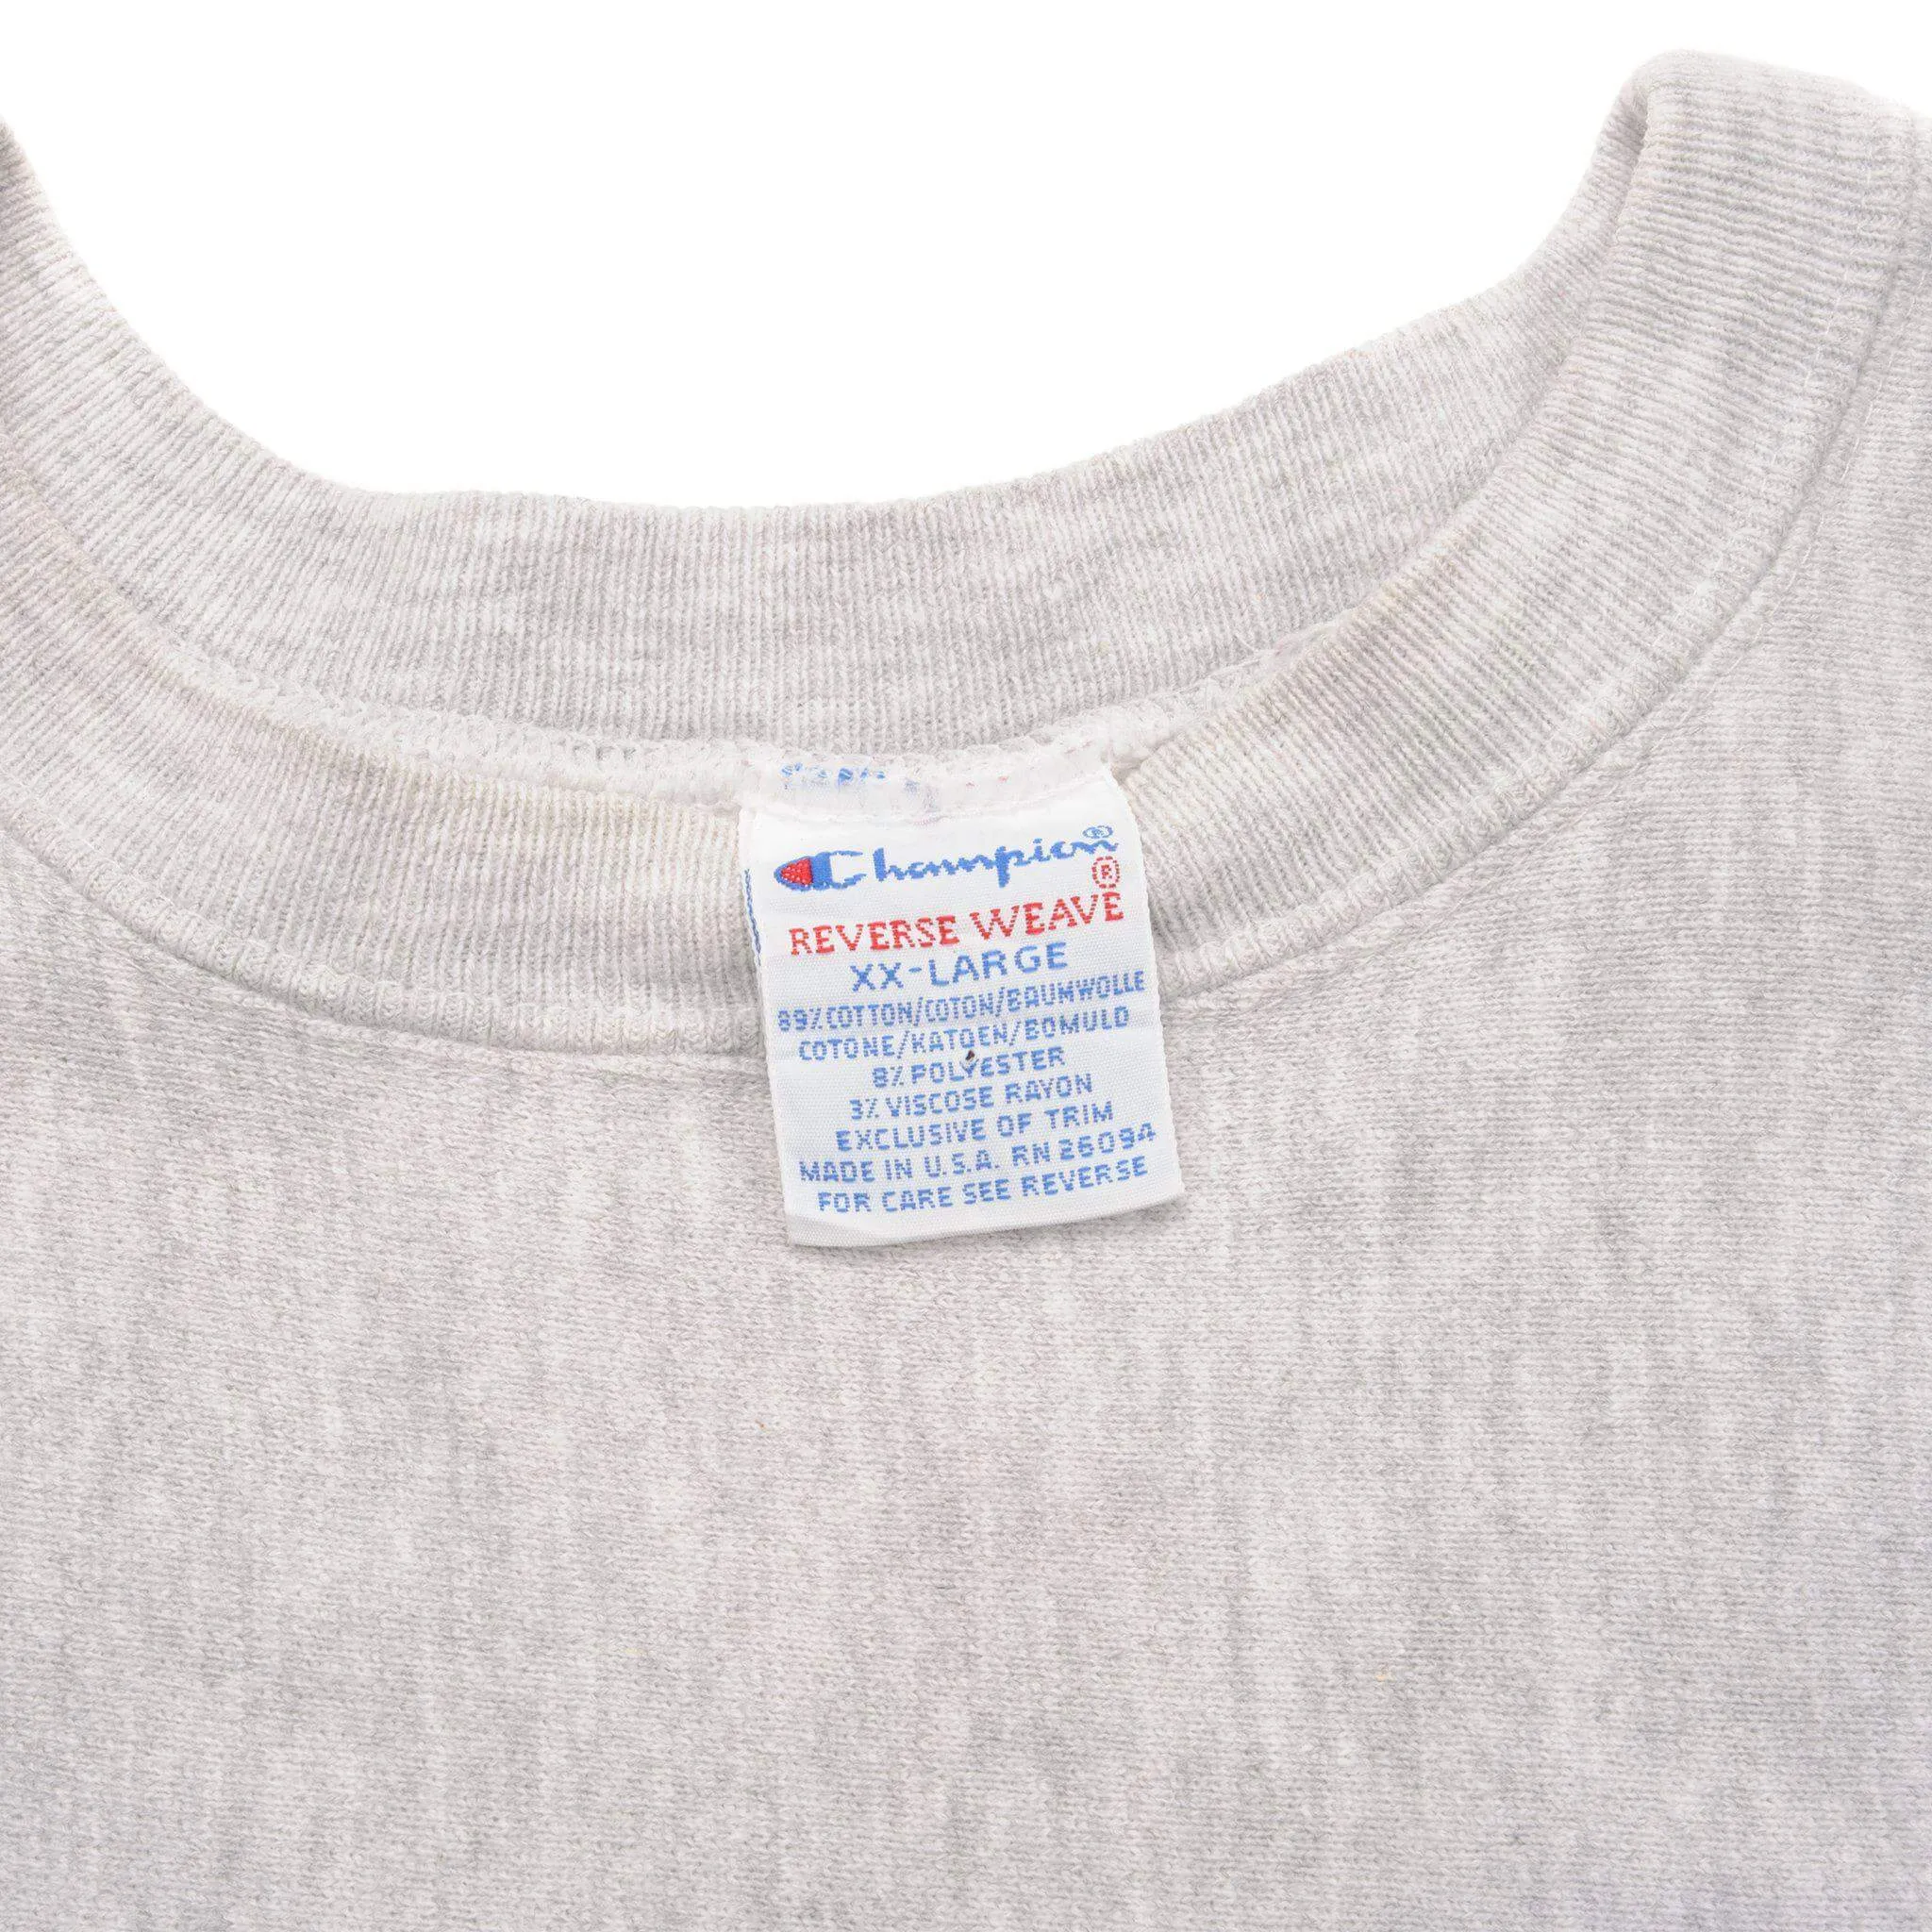 Champion®
®
REVERSE WEAVE
XX-LARGE
89% COTTON/COTON/BAUMWOLLE
COTONE/KATOEN/BOMULD
8% POLYESTER
3% VISCOSE RAYON
EXCLUSIVE OF TRIM
MADE IN U.S.A. RN 26094
FOR CARE SEE REVERSE